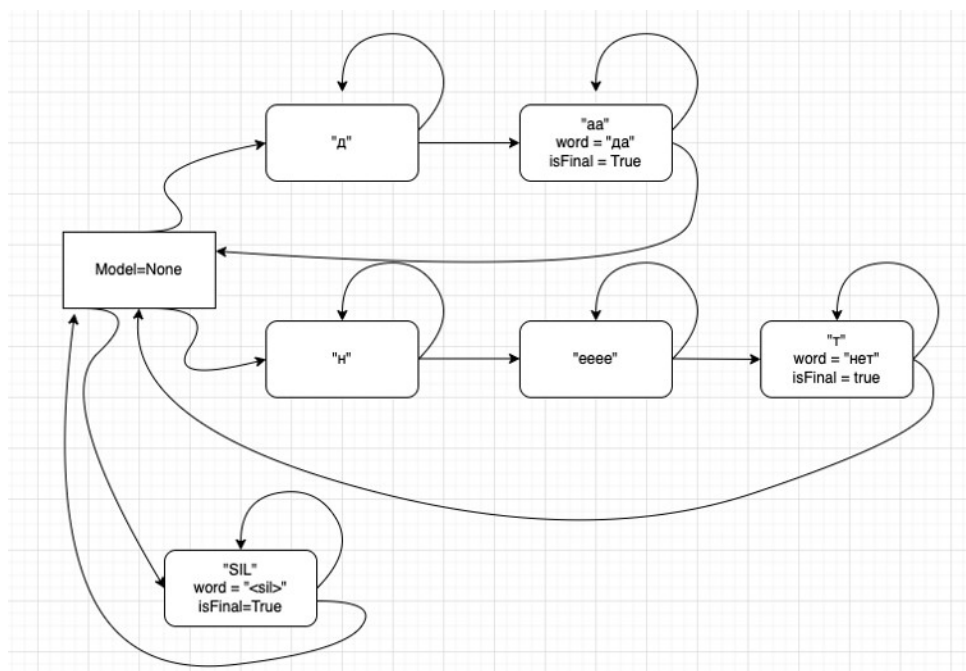 "д"
"аа"
word = "да"
isFinal = True
Model=None
"н"
"ееее"
"т"
word = "нет"
isFinal = true
"SIL"
word = "<sil>"
isFinal=True